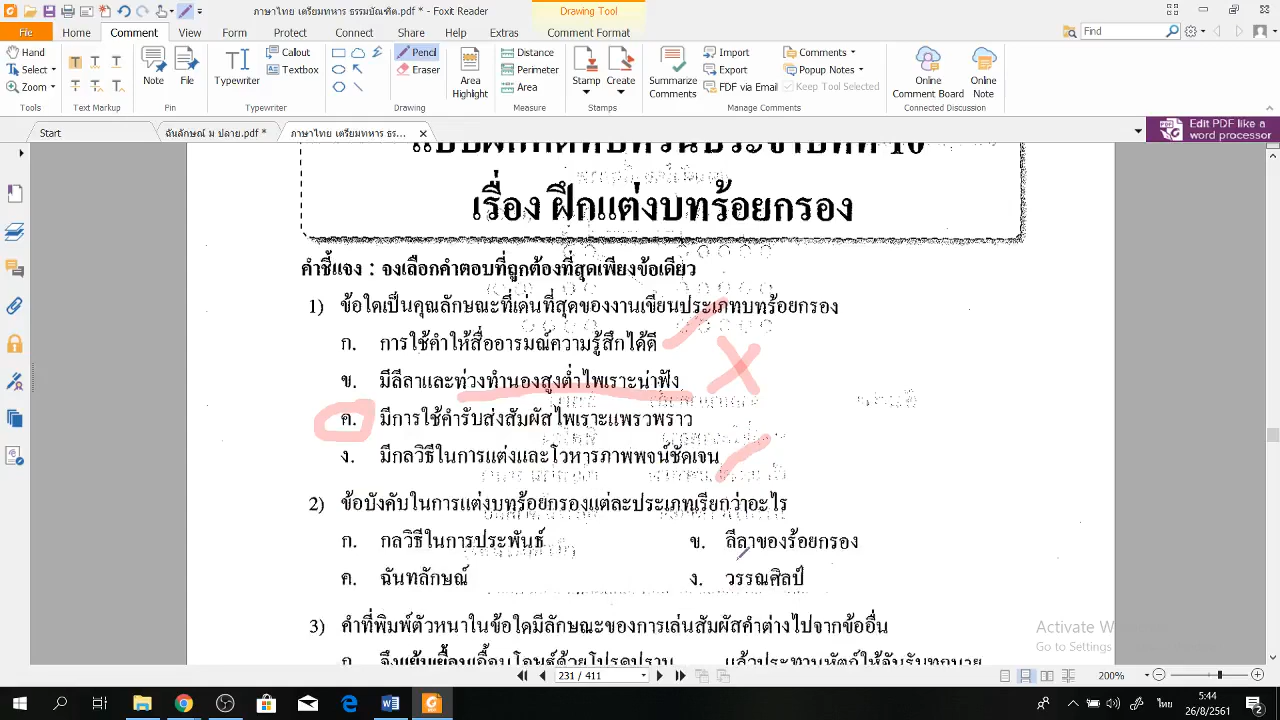 ภาษาไทย เตรียมทหาร ธรรมบัณฑิต.pdf * - Foxit Reader
Drawing Tool
File Home Comment View Form Protect Connect Share Help Extras Comment Format Find
Hand Select Zoom Tools
Text Markup
Note File Pin
Typewriter Callout Textbox Typewriter
Pencil Eraser Drawing
Area Highlight Distance Perimeter Area Measure
Stamp Create Stamps
Summarize Comments Import Export FDF via Email Comments Popup Notes Keep Tool Selected Manage Comments
Online Comment Board Online Note Connected Discussion
Start ฉันลักษณ์ ม ปลาย.pdf * ภาษาไทย เตรียมทหาร ธรร... Edit PDF like a word processor
เรื่อง ฝึกแต่งบทร้อยกรอง
คำชี้แจง : จงเลือกคำตอบที่ถูกต้องที่สุดเพียงข้อเดียว
1) ข้อใดเป็นคุณลักษณะที่เด่นที่สุดของงานเขียนประเภทบทร้อยกรอง
ก. การใช้คำให้สื่ออารมณ์ความรู้สึกได้ดี
ข. มีลีลาและท่วงทำนองสูงต่ำไพเราะน่าฟัง
ค. มีการใช้คำรับส่งสัมผัสไพเราะแพรวพราว
ง. มีกลวิธีในการแต่งและโวหารภาพพจน์ชัดเจน
2) ข้อบังคับในการแต่งบทร้อยกรองแต่ละประเภทเรียกว่าอะไร
ก. กลวิธีในการประพันธ์ ข. ลีลาของร้อยกรอง
ค. ฉันทลักษณ์ ง. วรรณศิลป์
3) คำที่พิมพ์ตัวหนาในข้อใดมีลักษณะของการเล่นสัมผัสคำต่างไปจากข้ออื่น
Activate W
Go to Settings
231 / 411 200%
ไทย 5:44
26/8/2561